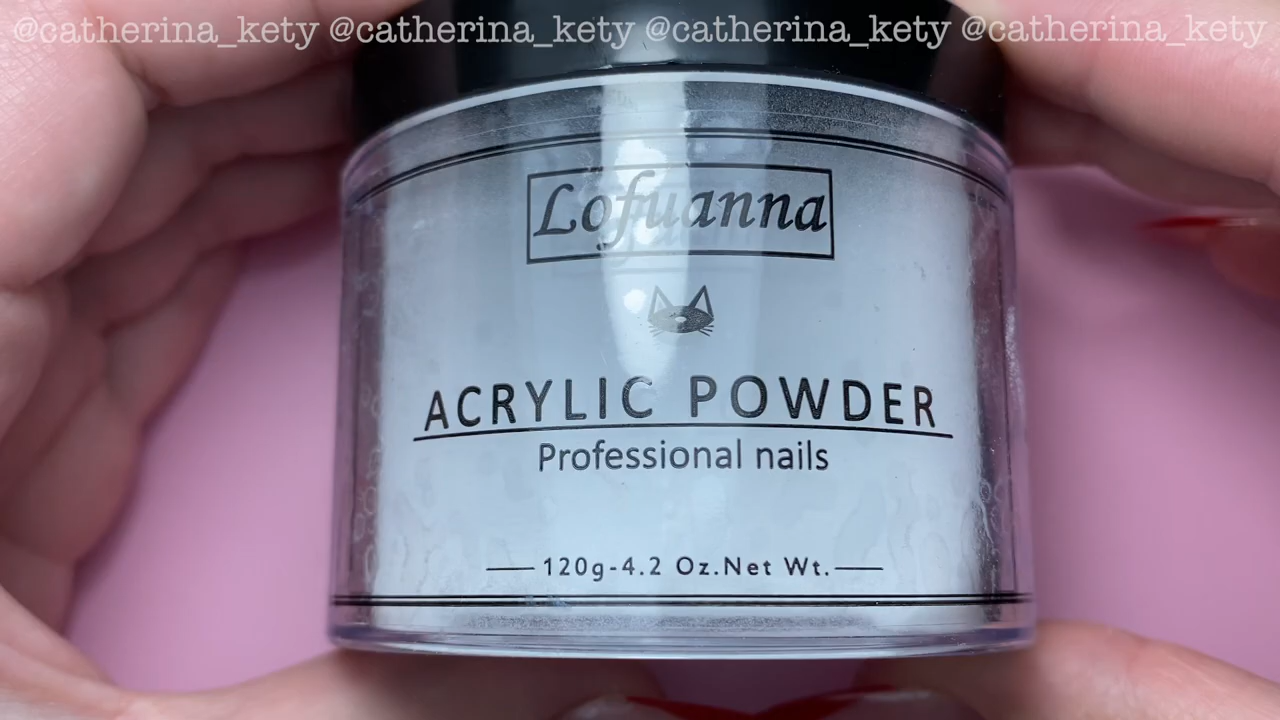 @catherina_kety @catherina_kety @catherina_kety @catherina_kety
Lofuanna
ACRYLIC POWDER
Professional nails
120g-4.2 Oz.Net Wt.